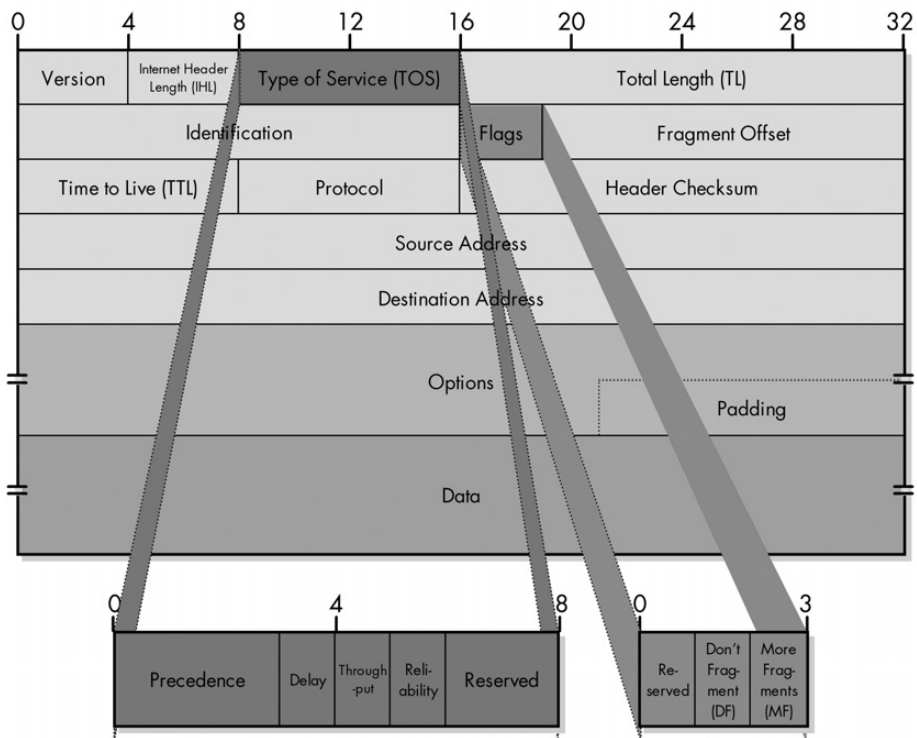 0 4 8 12 16 20 24 28 32
Version
Internet Header
Length (IHL)
Type of Service (TOS)
Total Length (TL)
Identification
Flags
Fragment Offset
Time to Live (TTL)
Protocol
Header Checksum
Source Address
Destination Address
Options
Padding
Data
0 4 8
Precedence
Delay
Through
-put
Reli-
ability
Reserved
0 3
Re-
served
Don't
Frag-
ment
(DF)
More
Frag-
ments
(MF)